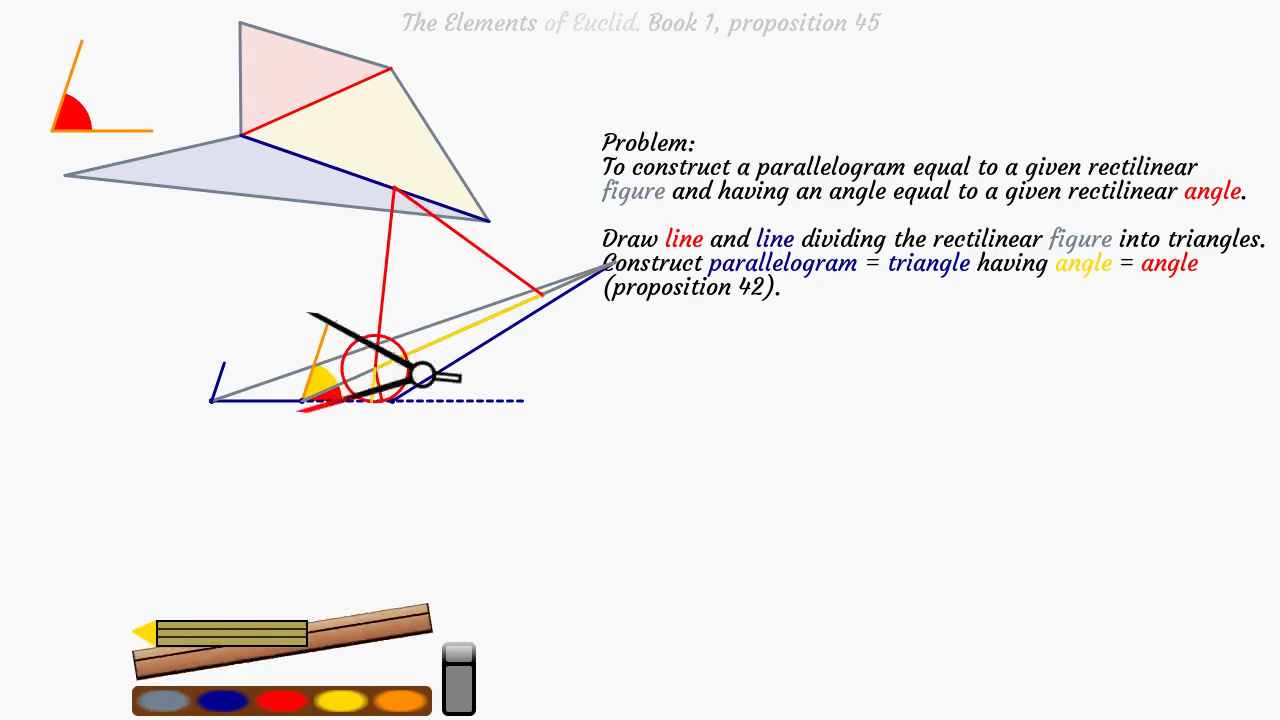 The Elements of Euclid. Book 1, proposition 45
Problem:
To construct a parallelogram equal to a given rectilinear
figure and having an angle equal to a given rectilinear angle.
Draw line and line dividing the rectilinear figure into triangles.
Construct parallelogram = triangle having angle = angle
(proposition 42).